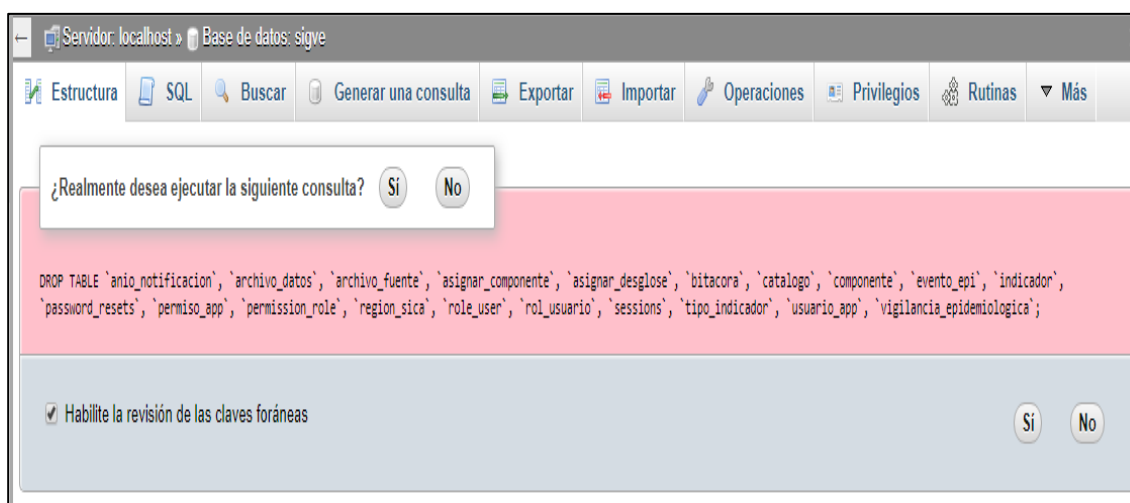 ← Servidor: localhost » Base de datos: sigve
Estructura SQL Buscar Generar una consulta Exportar Importar Operaciones Privilegios Rutinas ▼ Más
¿Realmente desea ejecutar la siguiente consulta? Sí No
DROP TABLE `anio_notificacion`, `archivo_datos`, `archivo_fuente`, `asignar_componente`, `asignar_desglose`, `bitacora`, `catalogo`, `componente`, `evento_epi`, `indicador`,
`password_resets`, `permiso_app`, `permission_role`, `region_sica`, `role_user`, `rol_usuario`, `sessions`, `tipo_indicador`, `usuario_app`, `vigilancia_epidemiologica`;
Habilite la revisión de las claves foráneas
Sí No